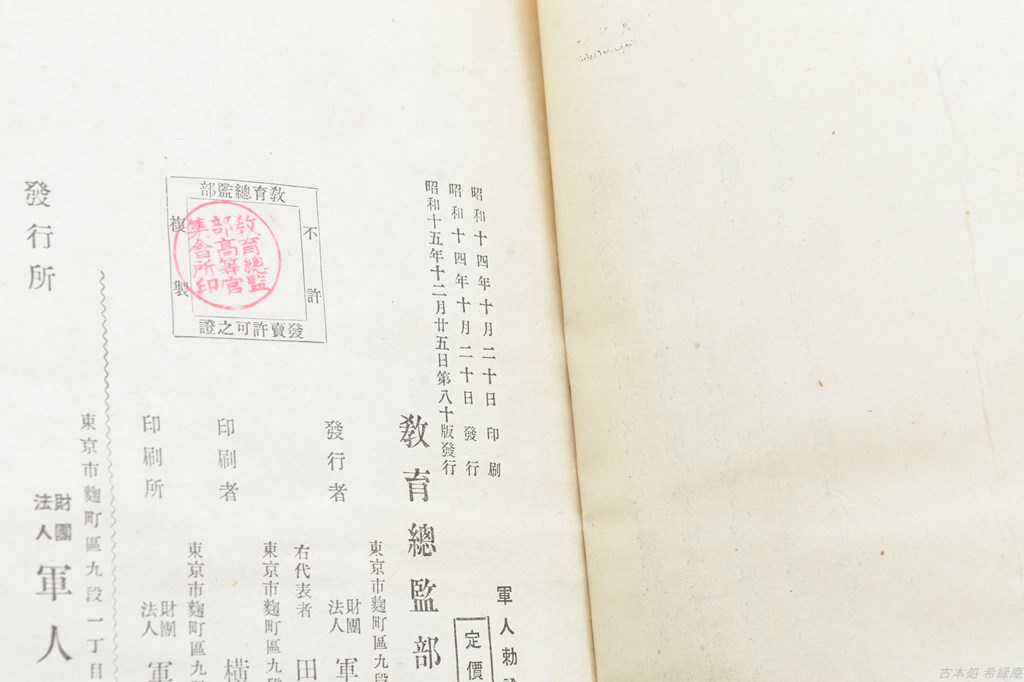 軍人勅
定價
昭和十四年十月二十日印刷
昭和十四年十月二十日發行
昭和十五年十二月廿五日第八十版發行
教育總監部
東京市麴町區九段
發行者
財團法人 軍
右代表者 田
東京市麴町區九
印刷者
横
東京市麴町區九
印刷所
財團法人 軍
教育總監部
不許
複製
發賣許可之證
教育總監
部高等官
集會所印
東京市麴町區九段一丁目
發行所
財團法人 軍人
古本処 希縁庵